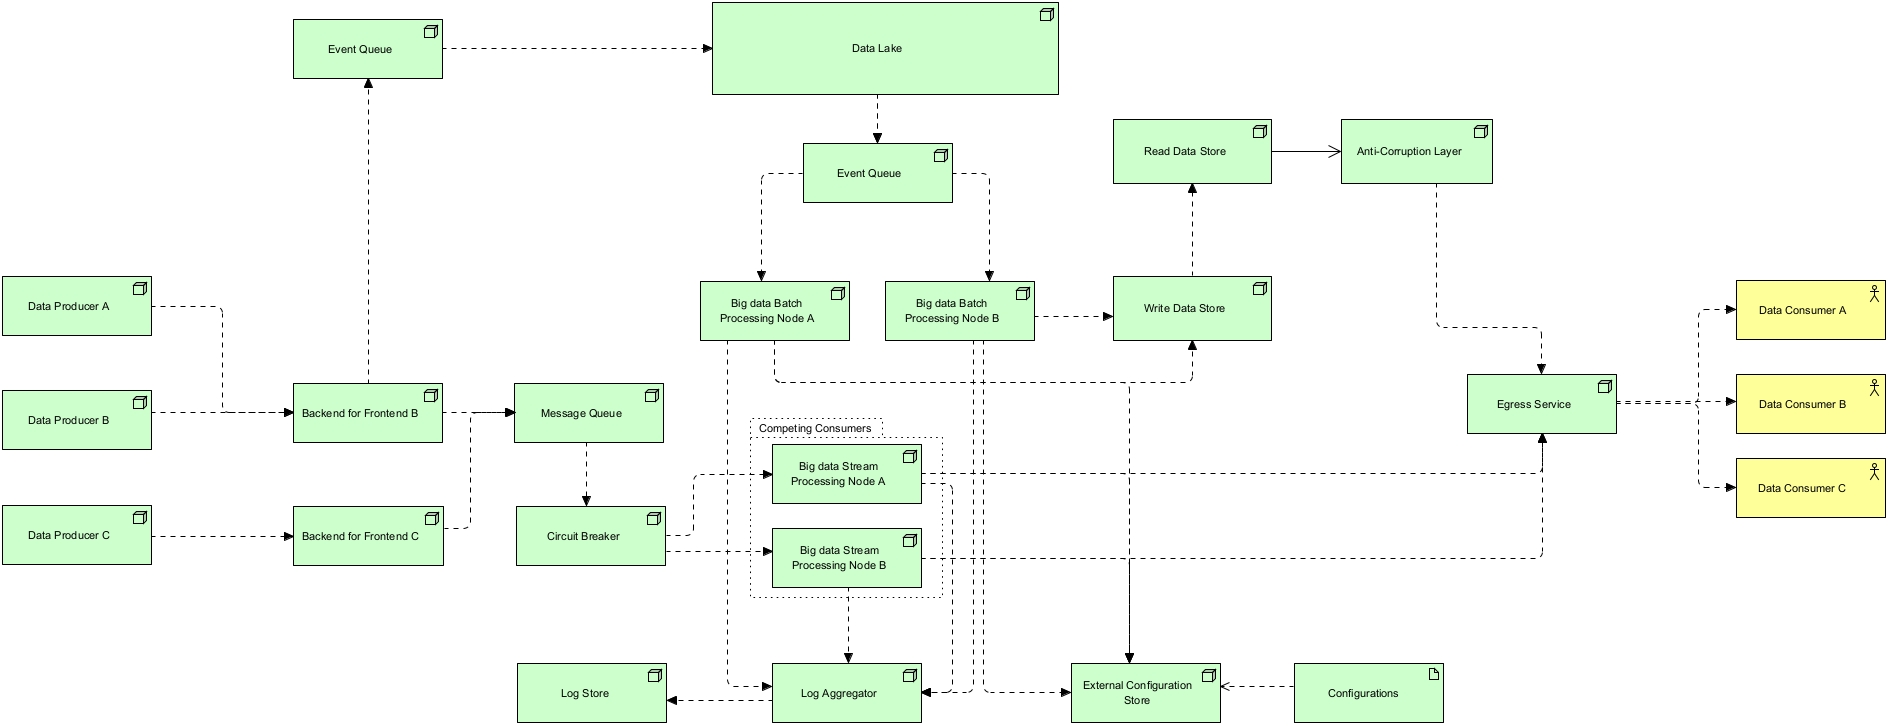 Event Queue
Data Lake
Read Data Store
Anti-Corruption Layer
Event Queue
Data Producer A
Big data Batch
Processing Node A
Big data Batch
Processing Node B
Write Data Store
Data Consumer A
Data Producer B
Backend for Frontend B
Message Queue
Egress Service
Data Consumer B
Competing Consumers
Big data Stream
Processing Node A
Data Consumer C
Data Producer C
Backend for Frontend C
Circuit Breaker
Big data Stream
Processing Node B
Log Store
Log Aggregator
External Configuration
Store
Configurations